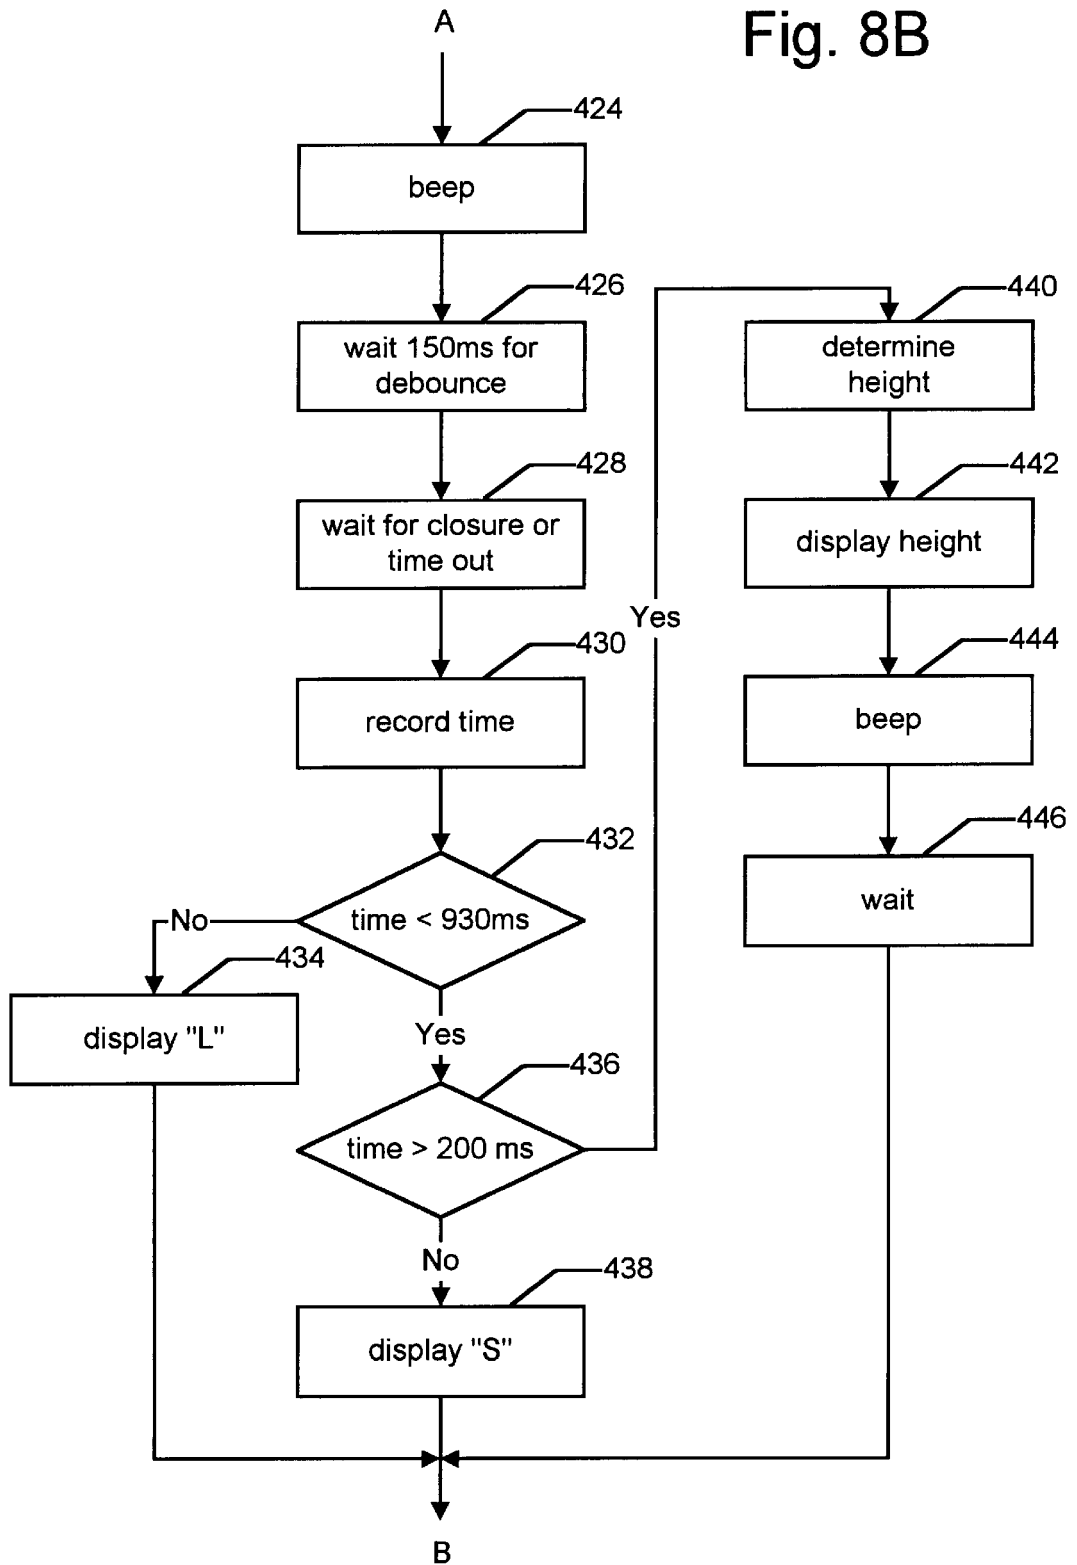 Fig. 8B
A
424
beep
426
wait 150ms for
debounce
428
wait for closure or
time out
430
record time
432
time < 930ms
No
434
display "L"
Yes
436
time > 200 ms
Yes
No
438
display "S"
440
determine
height
442
display height
444
beep
446
wait
B